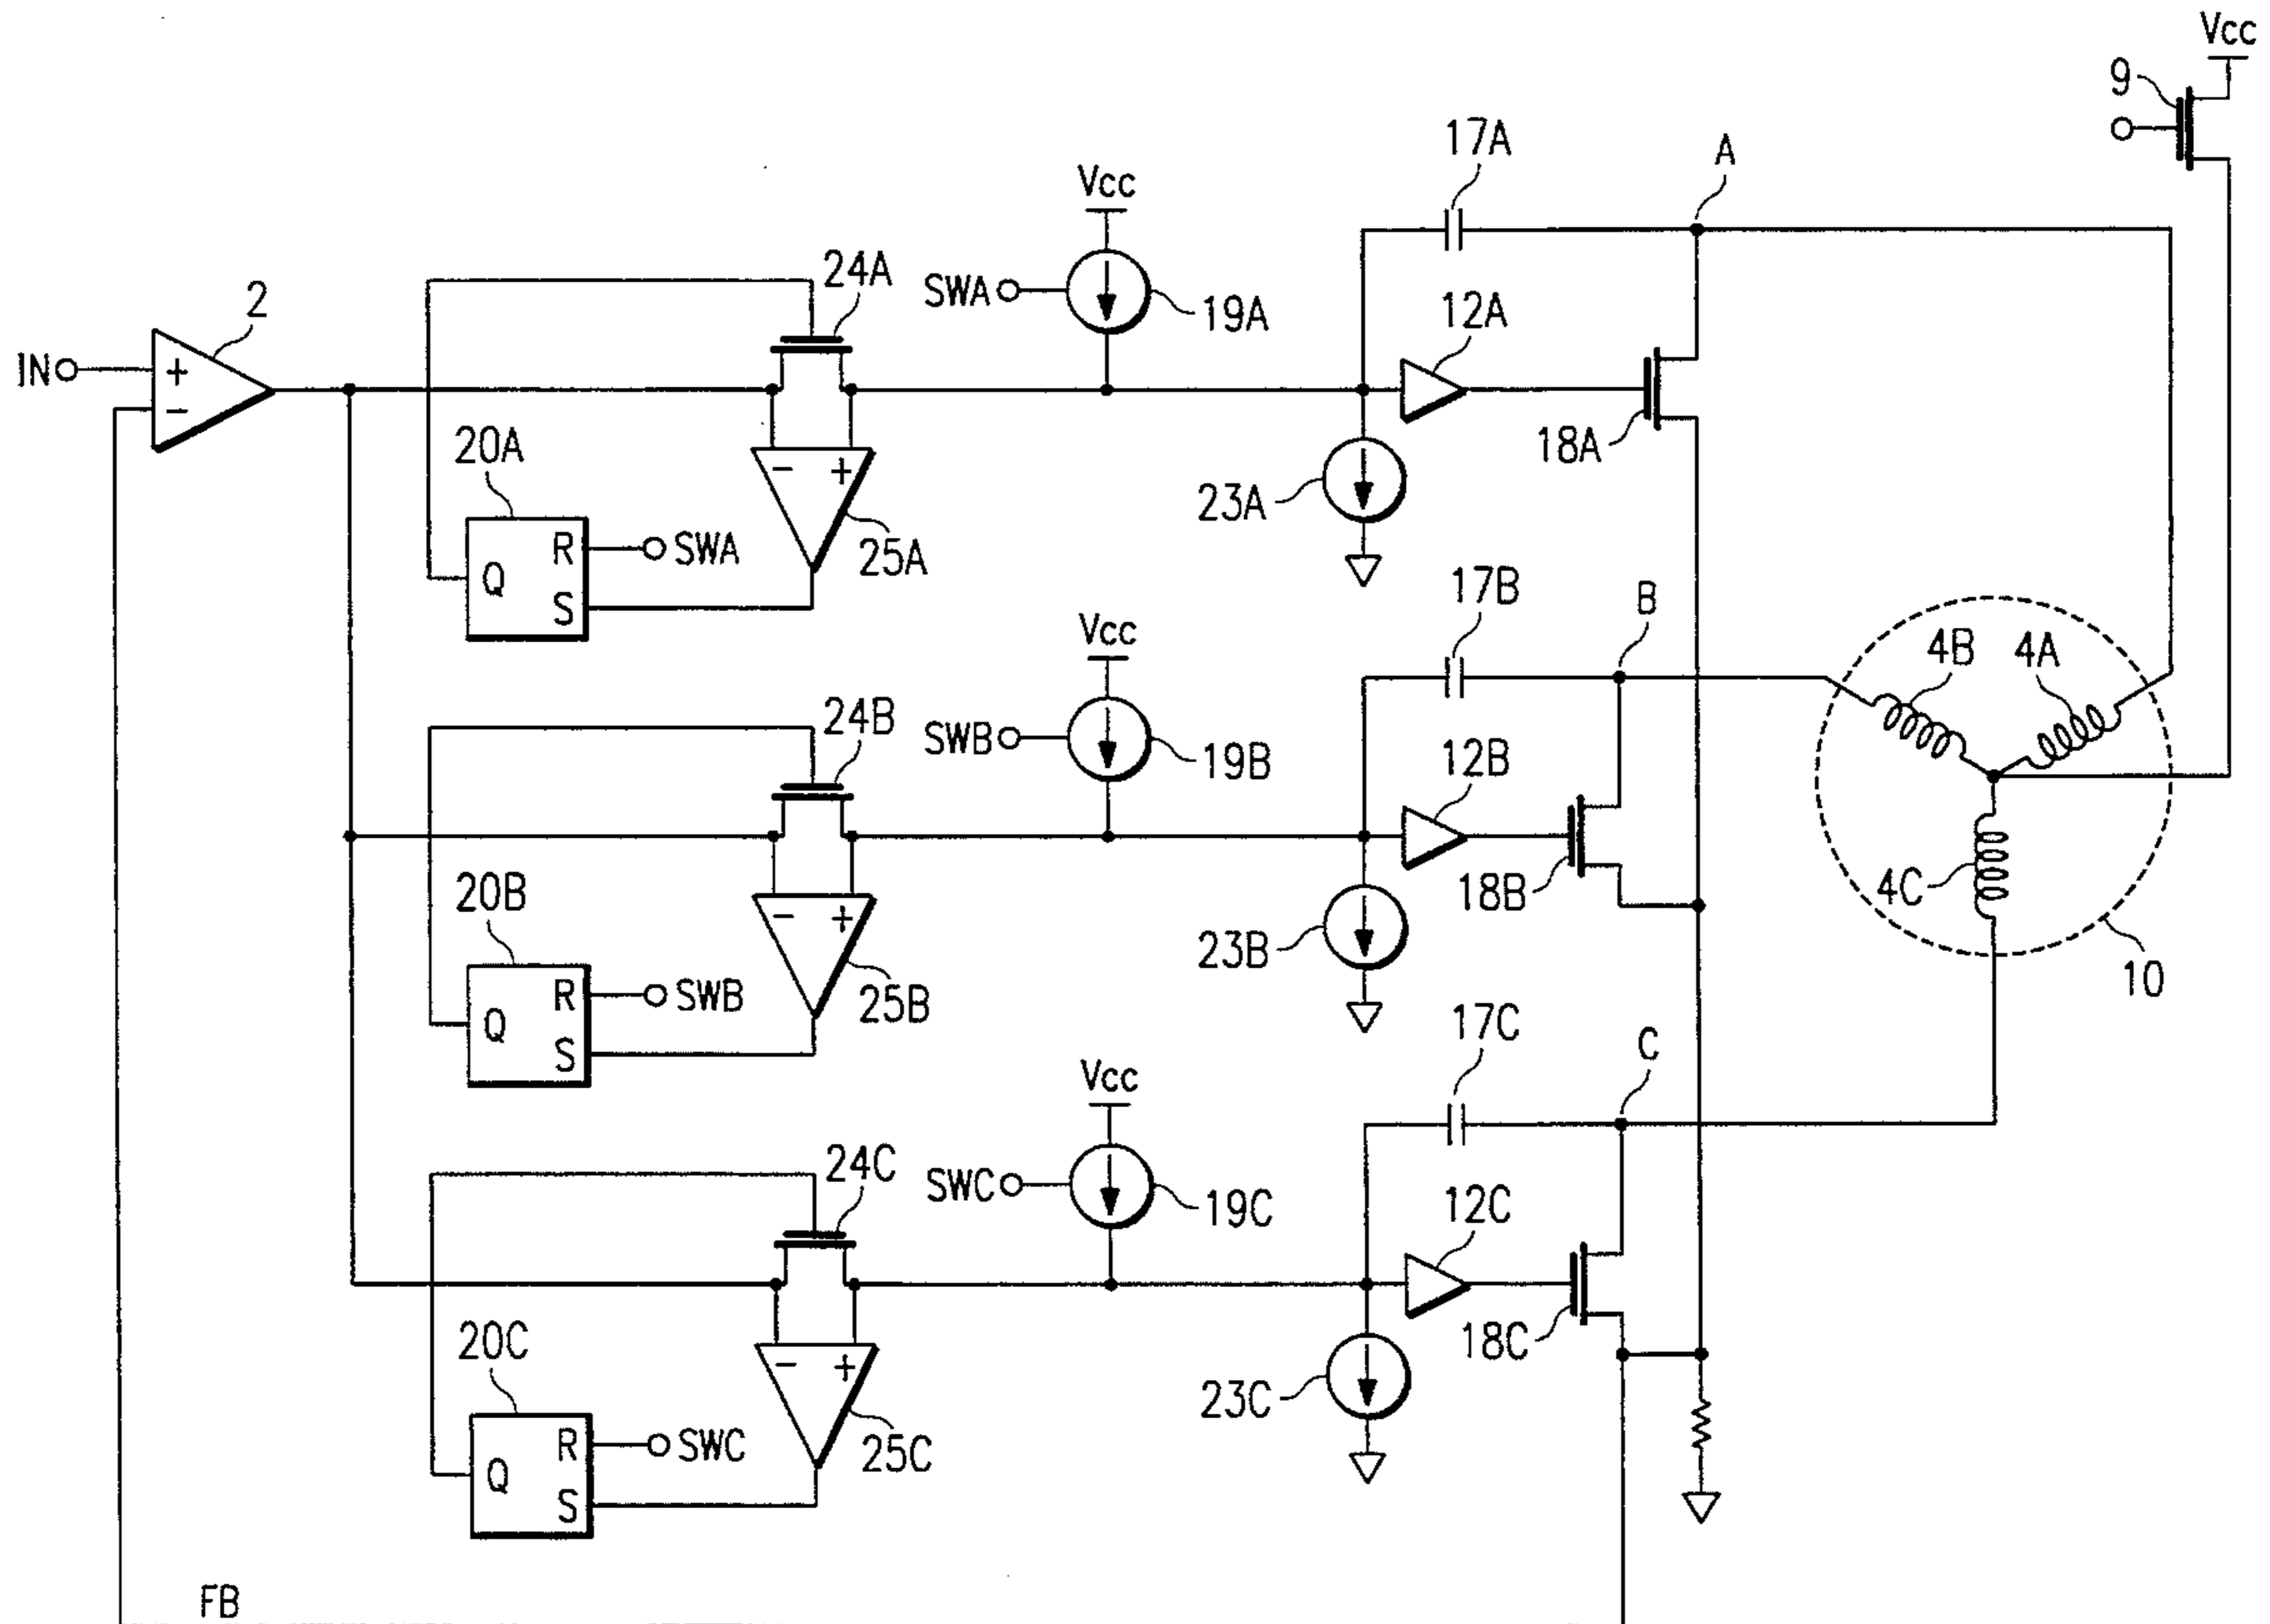 Vcc
9
A
17A
Vcc
24A
SWA
19A
12A
2
IN
+
-
20A
18A
- +
23A
R
SWA
25A
Q
S
17B
B
Vcc
4B
4A
24B
SWB
19B
12B
20B
4C
18B
- +
23B
10
R
SWB
25B
Q
S
17C
C
Vcc
24C
SWC
19C
12C
20C
18C
- +
23C
R
SWC
25C
Q
S
FB